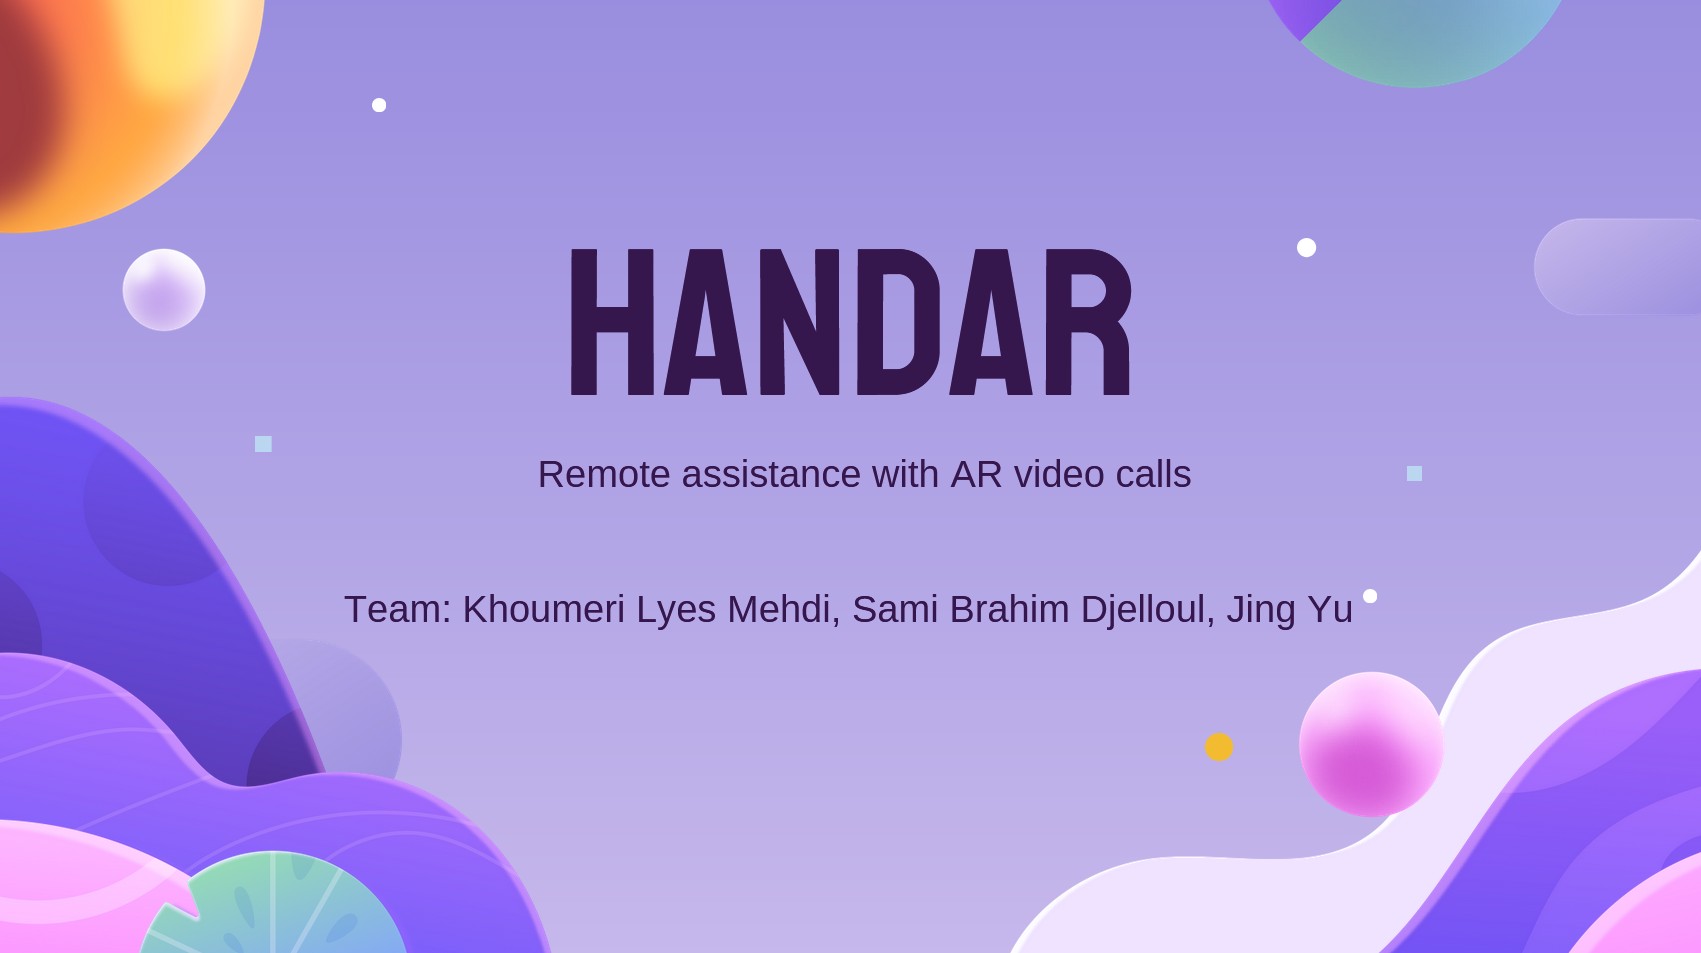 HANDAR
Remote assistance with AR video calls
Team: Khoumeri Lyes Mehdi, Sami Brahim Djelloul, Jing Yu